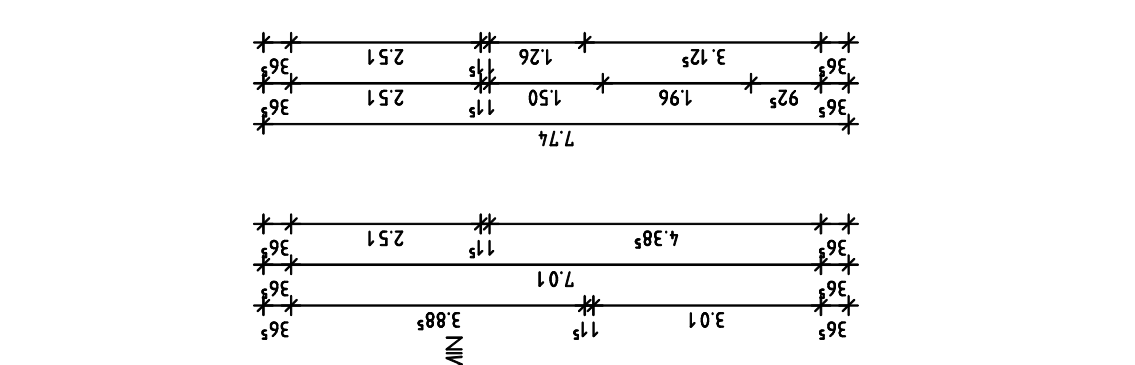 36⁵ 3.01 11⁵ 3.88⁵ 36⁵
36⁵ 7.01 36⁵
36⁵ 4.38⁵ 11⁵ 2.51 36⁵
7.74
36⁵ 92⁵ 1.96 1.50 11⁵ 2.51 36⁵
36⁵ 3.12⁵ 1.26 11⁵ 2.51 36⁵